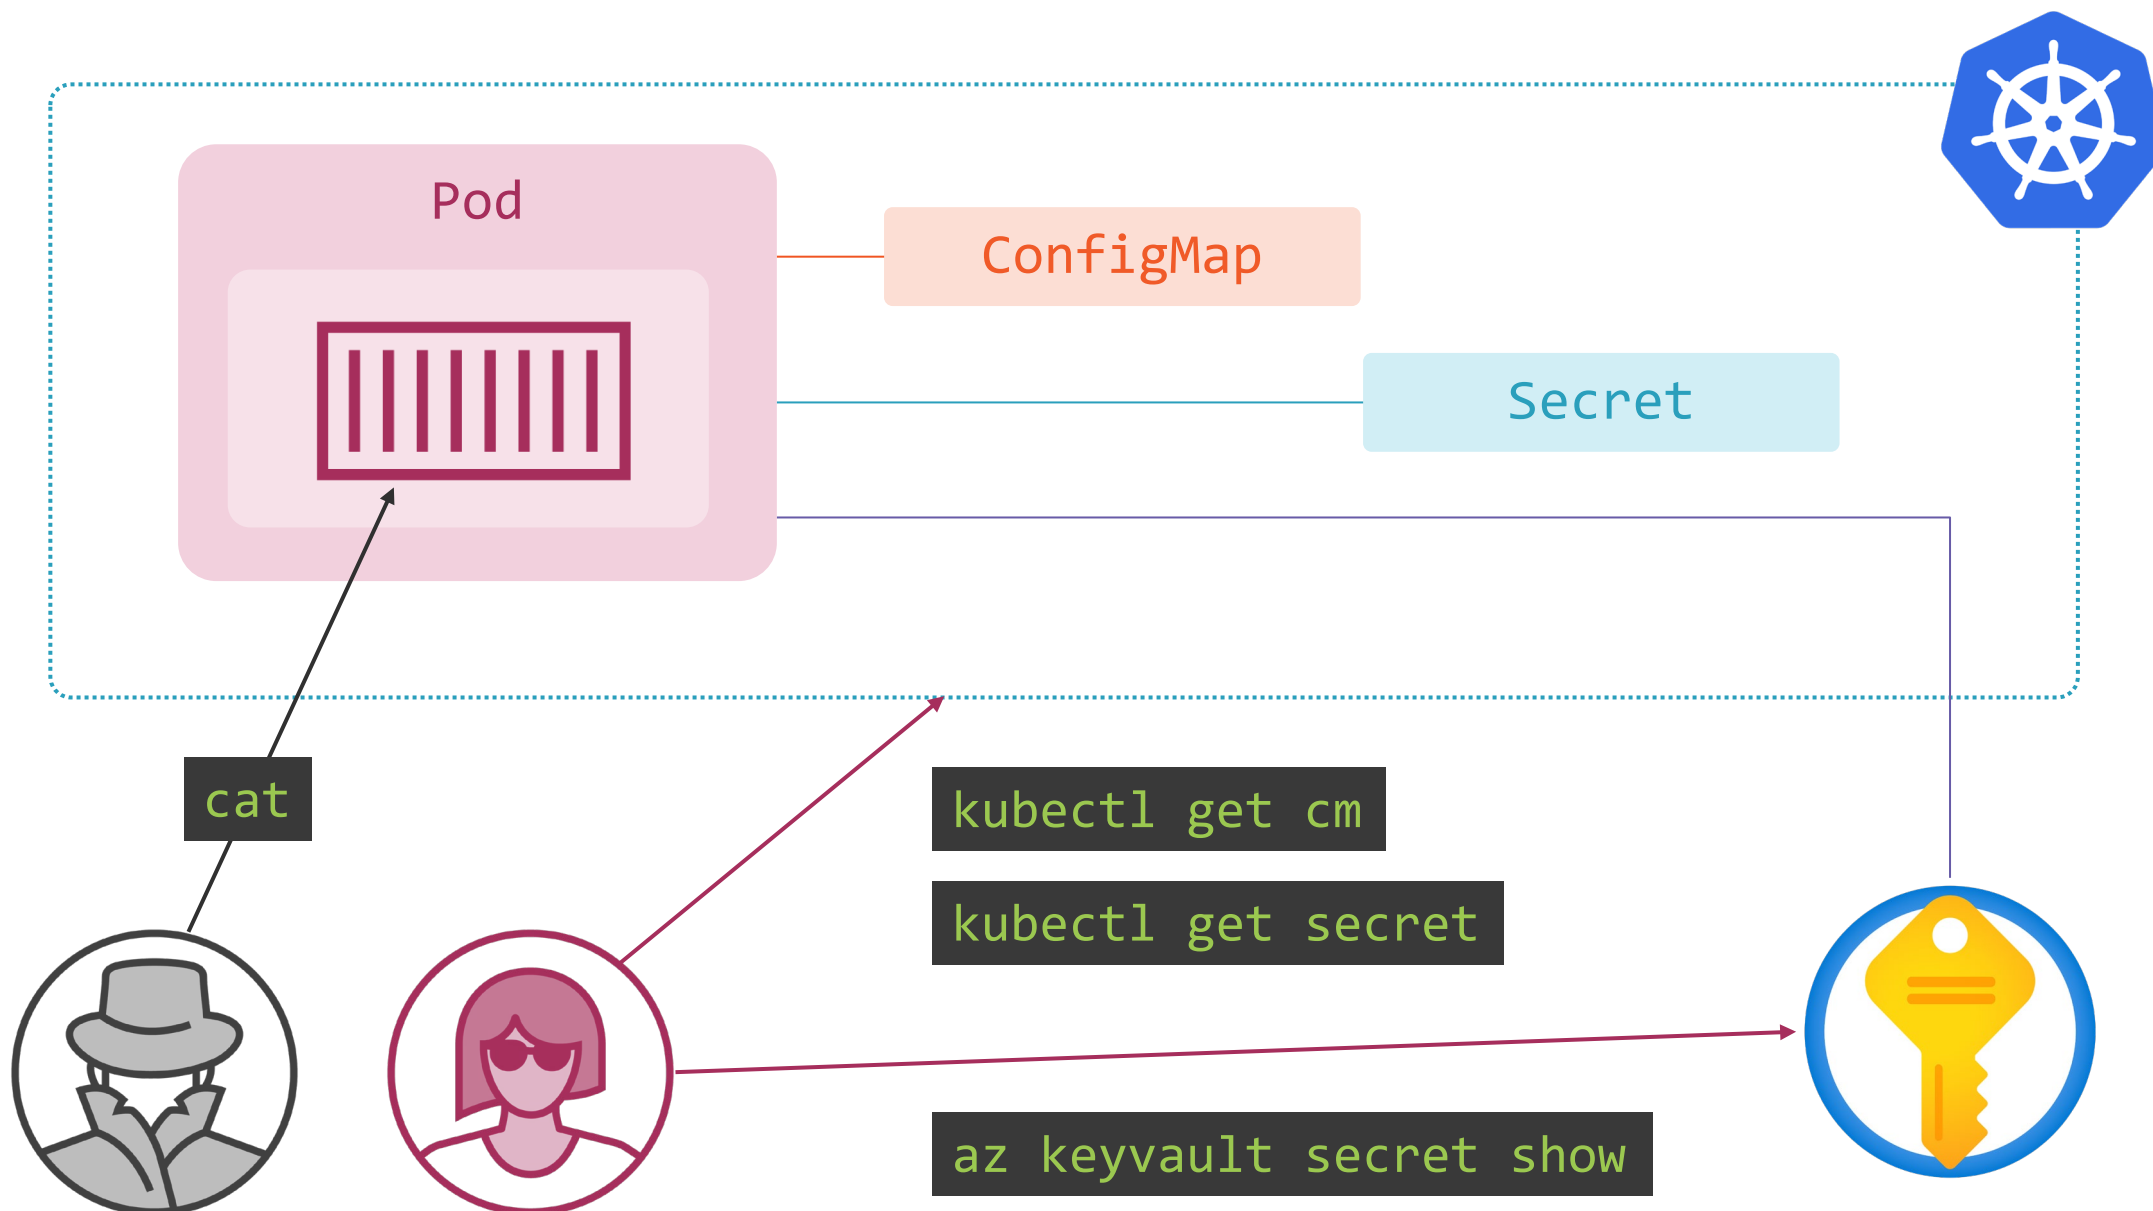 Pod
ConfigMap
Secret
cat
kubectl get cm
kubectl get secret
az keyvault secret show